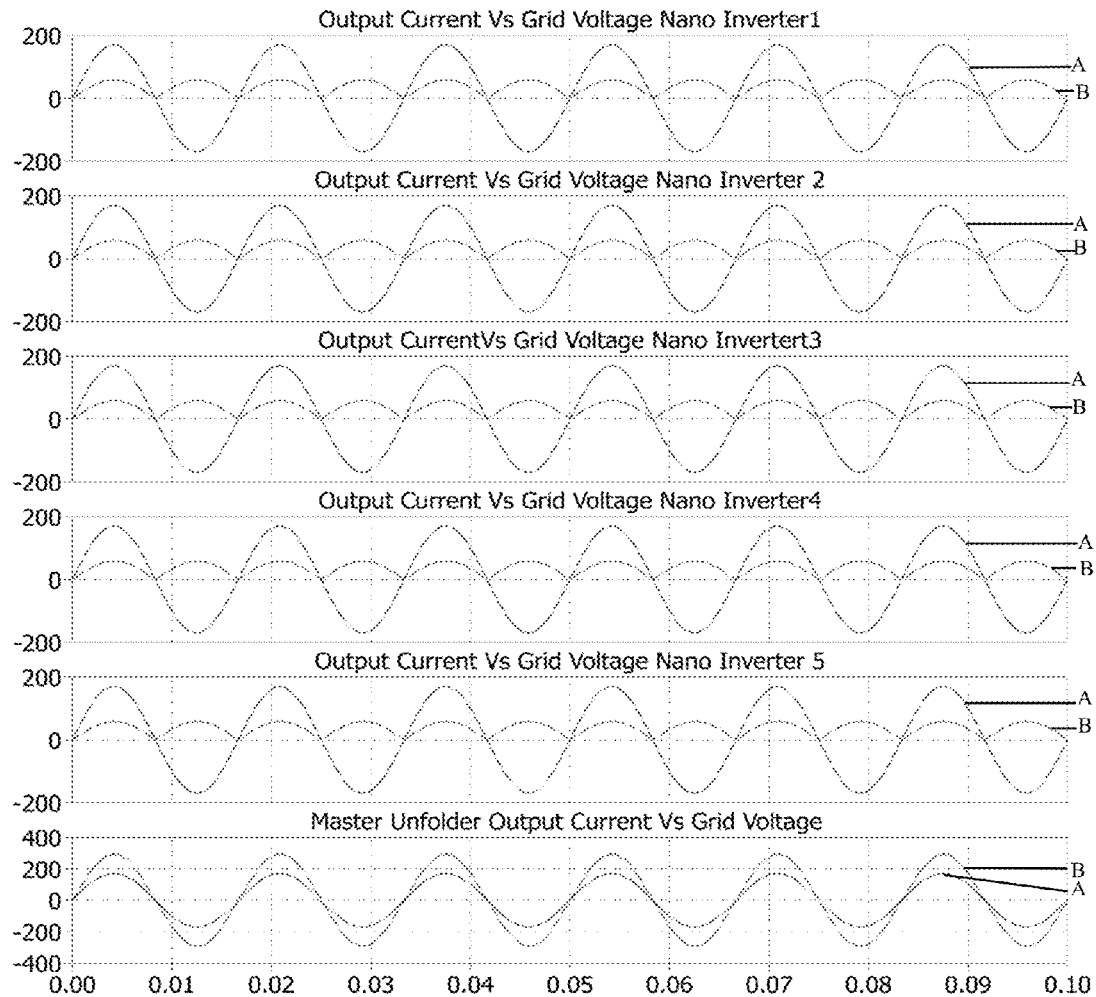 Output Current Vs Grid Voltage Nano Inverter1
200
0
-200
A
B
Output Current Vs Grid Voltage Nano Inverter 2
200
0
-200
A
B
Output CurrentVs Grid Voltage Nano Invertert3
200
0
-200
A
B
Output Current Vs Grid Voltage Nano Inverter4
200
0
-200
A
B
Output Current Vs Grid Voltage Nano Inverter 5
200
0
-200
A
B
Master Unfolder Output Current Vs Grid Voltage
400
200
0
-200
-400
B
A
0.00 0.01 0.02 0.03 0.04 0.05 0.06 0.07 0.08 0.09 0.10